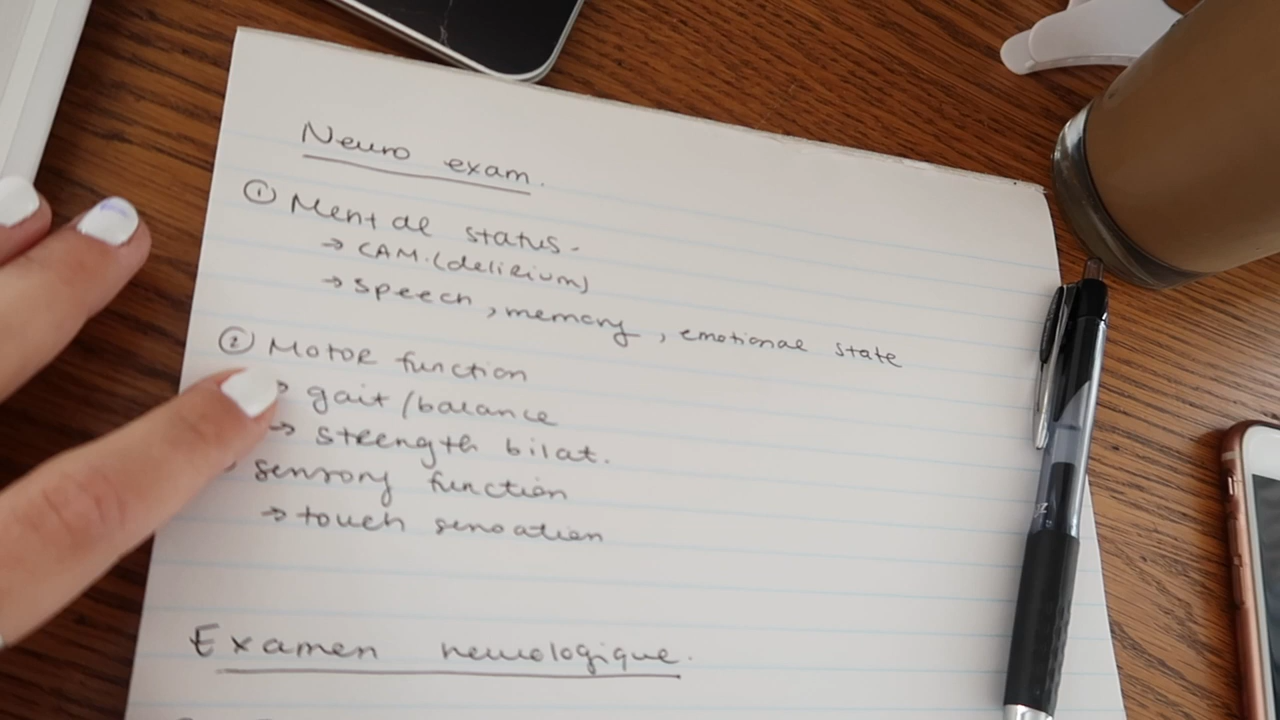 Neuro exam.
① Mental status.
→ CAM. (delirium)
→ speech, memory, emotional state
② Motor function
→ gait/balance
→ strength bilat.
sensory function
→ touch sensation
Examen neurologique.